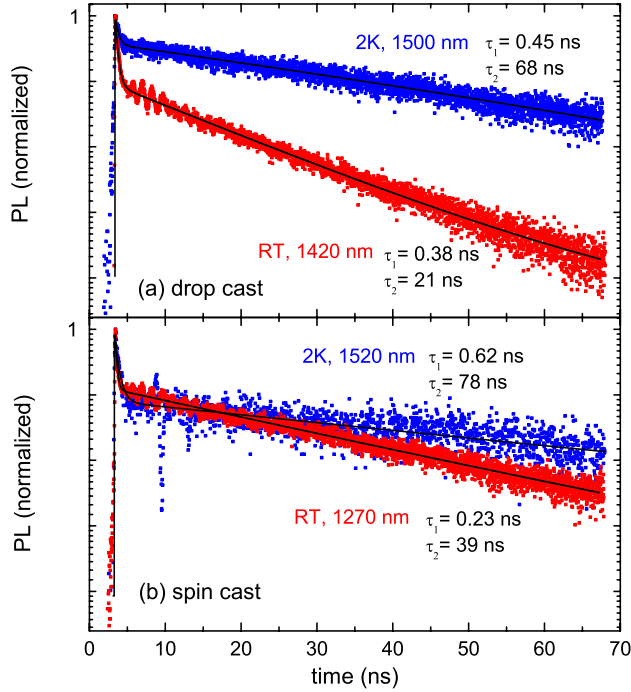 1
2K, 1500 nm
τ1 = 0.45 ns
τ2 = 68 ns
PL (normalized)
RT, 1420 nm
τ1 = 0.38 ns
τ2 = 21 ns
(a) drop cast
1
2K, 1520 nm
τ1 = 0.62 ns
τ2 = 78 ns
PL (normalized)
RT, 1270 nm
τ1 = 0.23 ns
τ2 = 39 ns
(b) spin cast
0 10 20 30 40 50 60 70
time (ns)